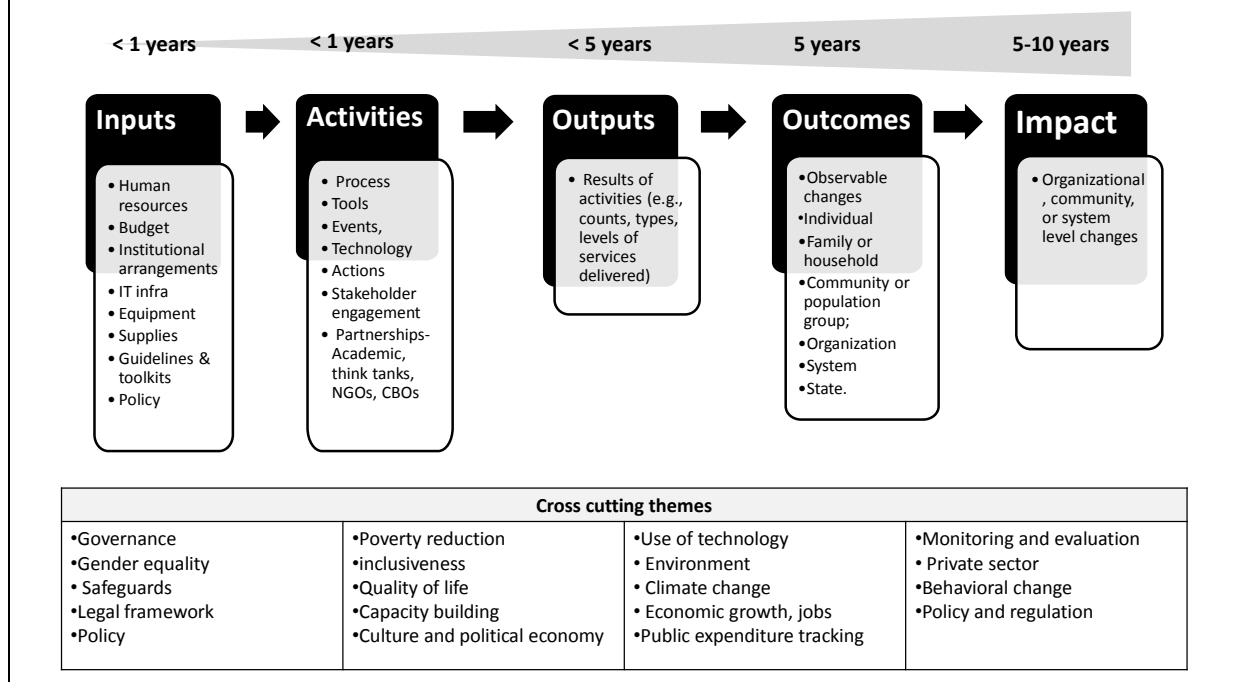 < 1 years
< 1 years
< 5 years
5 years
5-10 years
Inputs
• Human
resources
• Budget
• Institutional
arrangements
• IT infra
• Equipment
• Supplies
• Guidelines &
toolkits
• Policy
Activities
• Process
• Tools
• Events,
• Technology
• Actions
• Stakeholder
engagement
• Partnerships-
Academic,
think tanks,
NGOs, CBOs
Outputs
• Results of
activities (e.g.,
counts, types,
levels of
services
delivered)
Outcomes
•Observable
changes
•Individual
•Family or
household
•Community or
population
group;
•Organization
•System
•State.
Impact
• Organizational
, community,
or system
level changes
Cross cutting themes
•Governance
•Gender equality
• Safeguards
•Legal framework
•Policy
•Poverty reduction
•inclusiveness
•Quality of life
•Capacity building
•Culture and political economy
•Use of technology
• Environment
• Climate change
• Economic growth, jobs
•Public expenditure tracking
•Monitoring and evaluation
• Private sector
•Behavioral change
•Policy and regulation